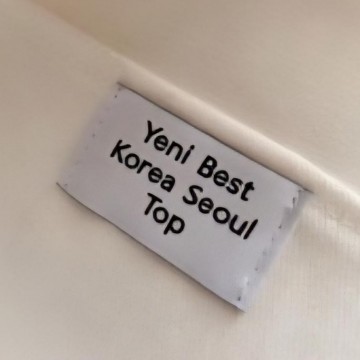 Yeni Best
Korea Seoul
Top